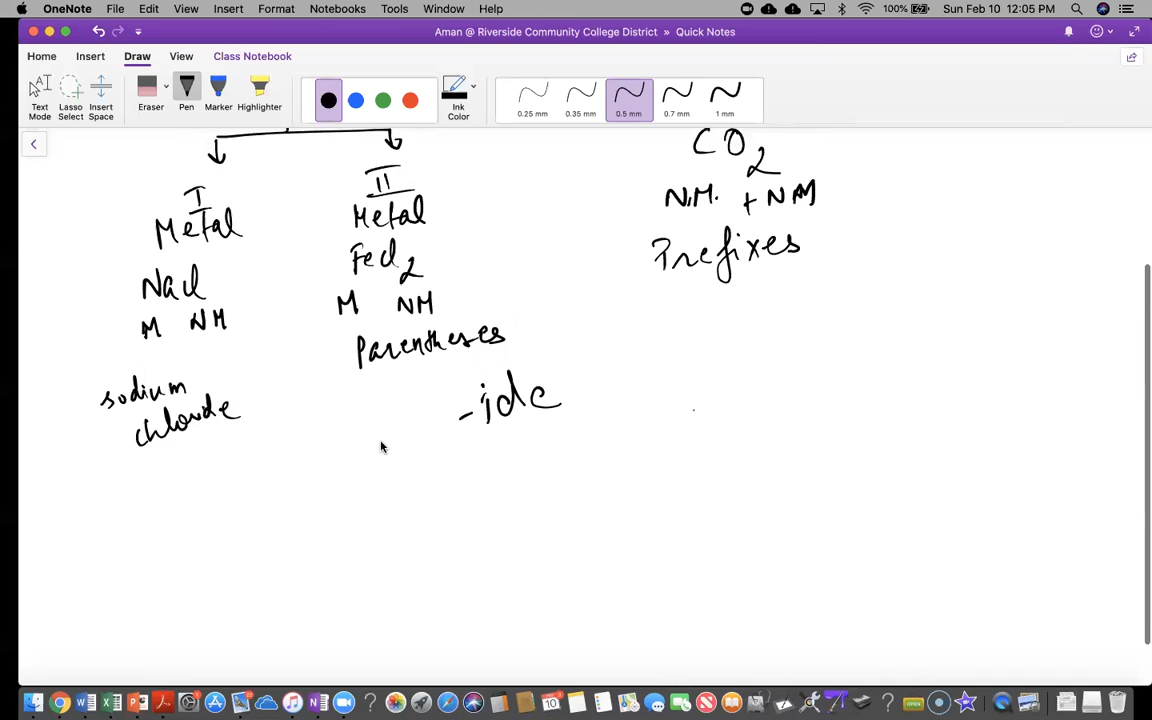 OneNote File Edit View Insert Format Notebooks Tools Window Help 100% Sun Feb 10 12:05 PM
Aman @ Riverside Community College District » Quick Notes
Home Insert Draw View Class Notebook
Text Mode
Lasso Select
Insert Space
Eraser
Pen
Marker
Highlighter
Ink Color
0.25 mm
0.35 mm
0.5 mm
0.7 mm
1 mm
I
Metal
NaCl
M NM
sodium
chloride
II
Metal
FeCl2
M NM
Parentheses
-ide
CO2
N.M. + NM
Prefixes